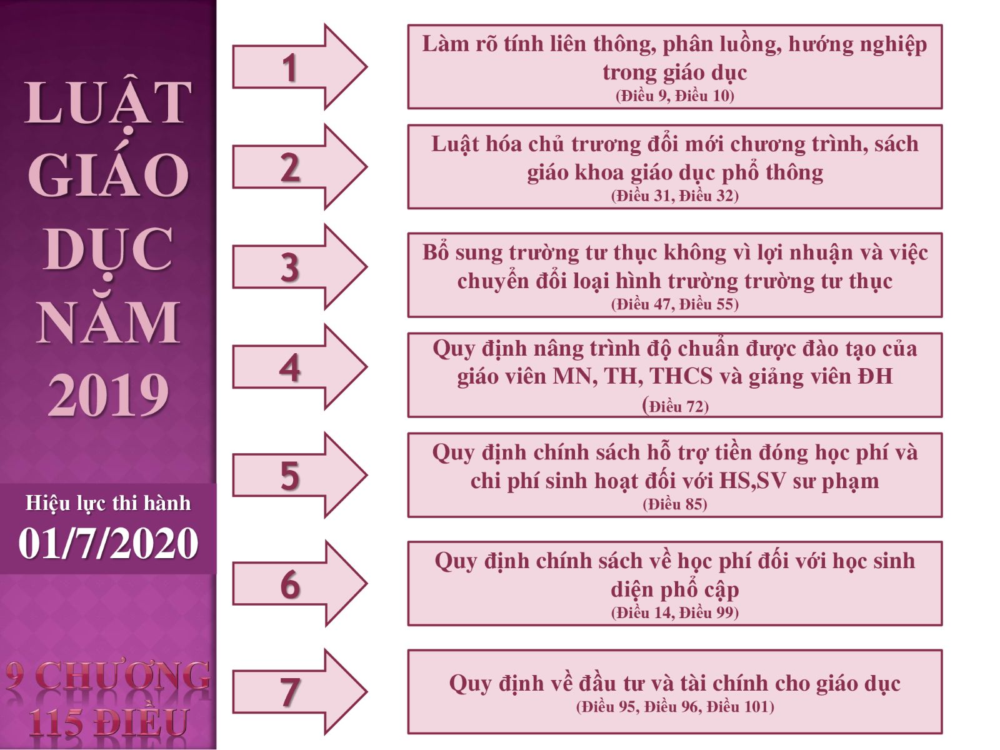 LUẬT
GIÁO
DỤC
NĂM
2019
Hiệu lực thi hành
01/7/2020
9 CHƯƠNG
115 ĐIỀU
1
Làm rõ tính liên thông, phân luồng, hướng nghiệp
trong giáo dục
(Điều 9, Điều 10)
2
Luật hóa chủ trương đổi mới chương trình, sách
giáo khoa giáo dục phổ thông
(Điều 31, Điều 32)
3
Bổ sung trường tư thục không vì lợi nhuận và việc
chuyển đổi loại hình trường trường tư thục
(Điều 47, Điều 55)
4
Quy định nâng trình độ chuẩn được đào tạo của
giáo viên MN, TH, THCS và giảng viên ĐH
(Điều 72)
5
Quy định chính sách hỗ trợ tiền đóng học phí và
chi phí sinh hoạt đối với HS,SV sư phạm
(Điều 85)
6
Quy định chính sách về học phí đối với học sinh
diện phổ cập
(Điều 14, Điều 99)
7
Quy định về đầu tư và tài chính cho giáo dục
(Điều 95, Điều 96, Điều 101)